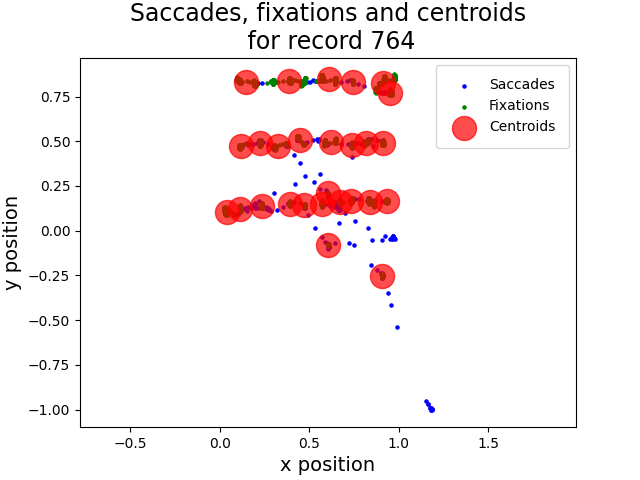 Saccades, fixations and centroids
for record 764
Saccades
Fixations
Centroids
y position
0.75
0.50
0.25
0.00
−0.25
−0.50
−0.75
−1.00
−0.5
0.0
0.5
1.0
1.5
x position